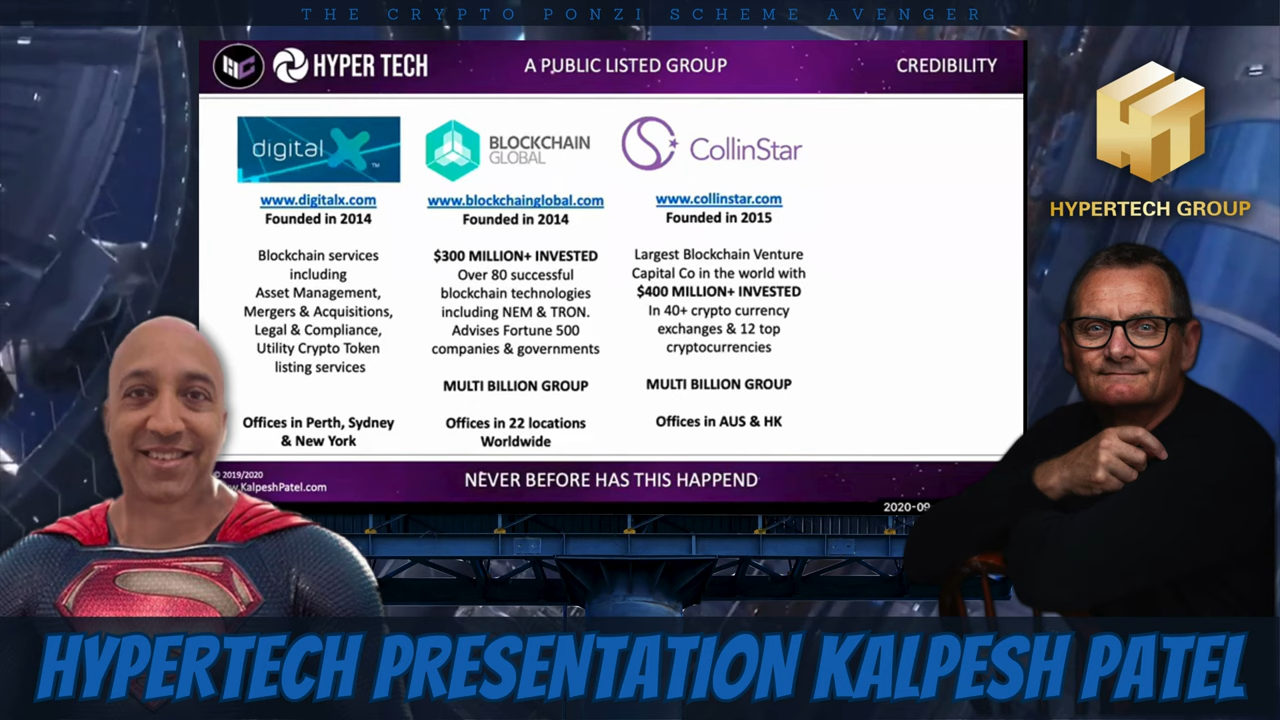 THE CRYPTO PONZI SCHEME AVENGER
HYPER TECH
A PUBLIC LISTED GROUP
CREDIBILITY
digital X ™
BLOCKCHAIN
GLOBAL
CollinStar
www.digitalx.com
Founded in 2014
Blockchain services
including
Asset Management,
Mergers & Acquisitions,
Legal & Compliance,
Utility Crypto Token
listing services
Offices in Perth, Sydney
& New York
www.blockchainglobal.com
Founded in 2014
$300 MILLION+ INVESTED
Over 80 successful
blockchain technologies
including NEM & TRON.
Advises Fortune 500
companies & governments
MULTI BILLION GROUP
Offices in 22 locations
Worldwide
www.collinstar.com
Founded in 2015
Largest Blockchain Venture
Capital Co in the world with
$400 MILLION+ INVESTED
In 40+ crypto currency
exchanges & 12 top
cryptocurrencies
MULTI BILLION GROUP
Offices in AUS & HK
© 2019/2020
w.KalpeshPatel.com
NEVER BEFORE HAS THIS HAPPEND
2020-09
HT
HYPERTECH GROUP
HYPERTECH PRESENTATION KALPESH PATEL